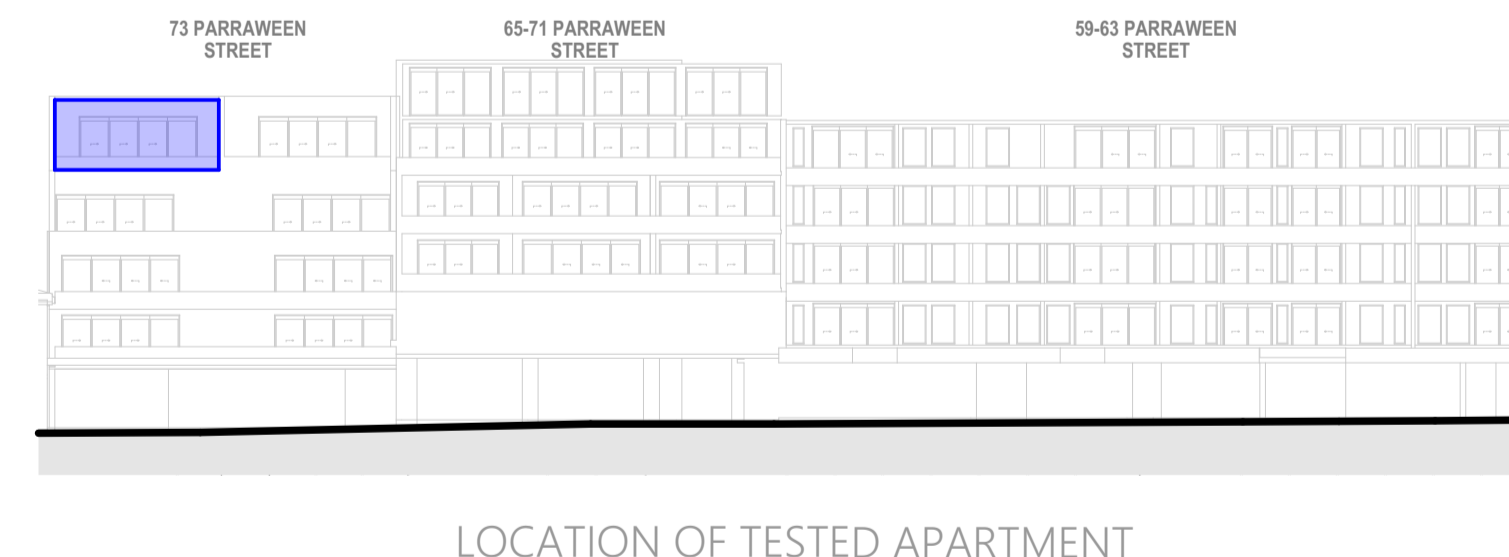 73 PARRAWEEN
STREET
65-71 PARRAWEEN
STREET
59-63 PARRAWEEN
STREET
LOCATION OF TESTED APARTMENT